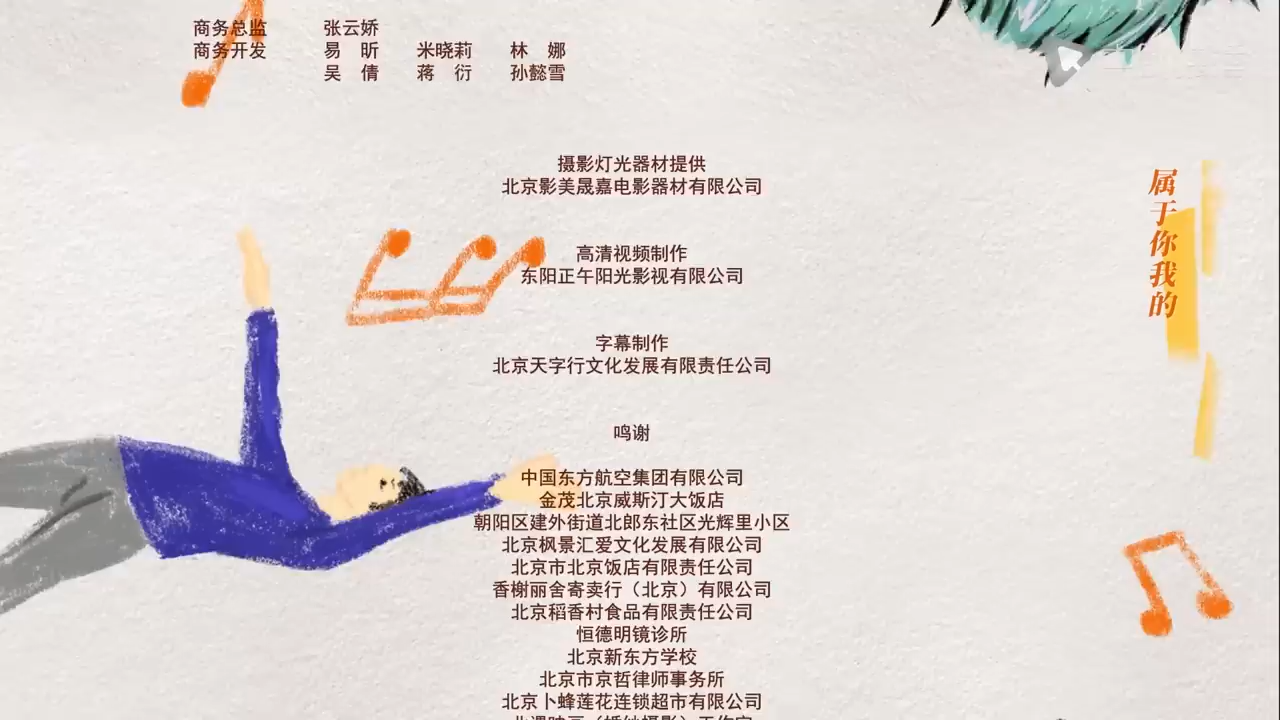 商务总监 张云娇
商务开发 易昕 米晓莉 林娜
吴倩 蒋衍 孙懿雪
摄影灯光器材提供
北京影美晟嘉电影器材有限公司
高清视频制作
东阳正午阳光影视有限公司
字幕制作
北京天字行文化发展有限责任公司
鸣谢
中国东方航空集团有限公司
金茂北京威斯汀大饭店
朝阳区建外街道北郎东社区光辉里小区
北京枫景汇爱文化发展有限公司
北京市北京饭店有限责任公司
香榭丽舍寄卖行（北京）有限公司
北京稻香村食品有限责任公司
恒德明镜诊所
北京新东方学校
北京市京哲律师事务所
北京卜蜂莲花连锁超市有限公司
属于你我的